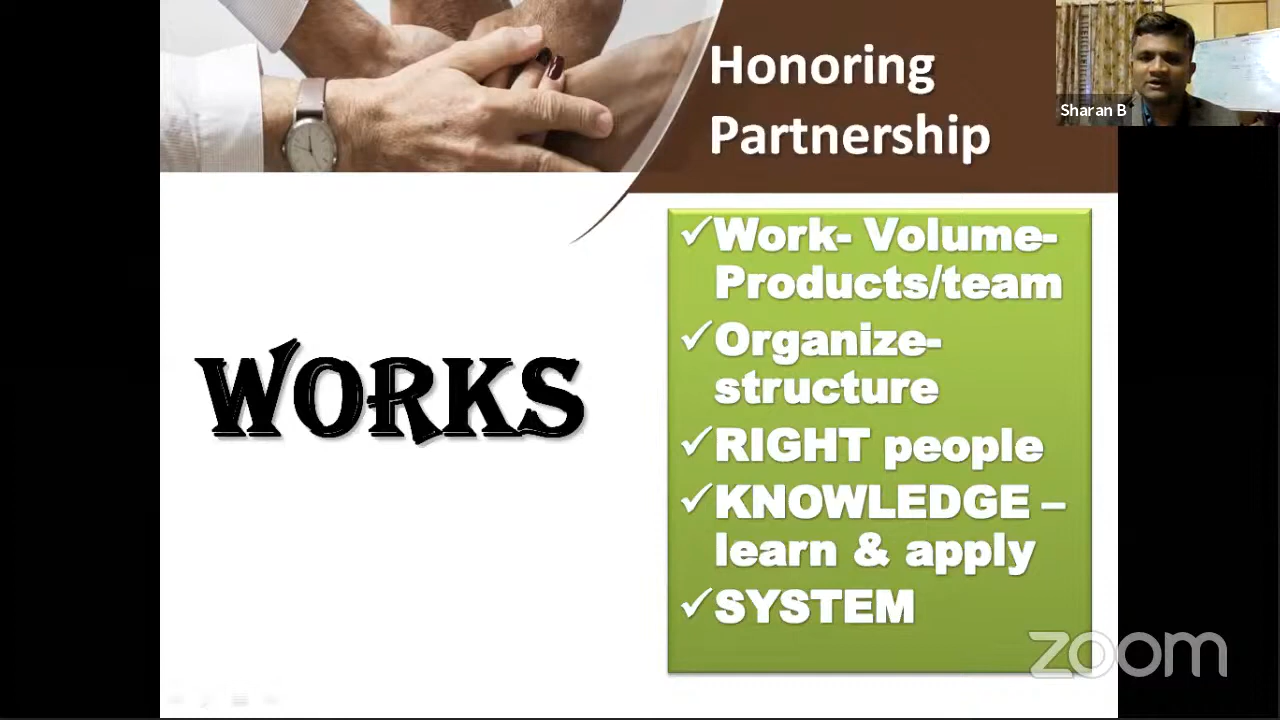 Honoring
Partnership
Sharan B
✓Work- Volume-
Products/team
✓Organize-
structure
✓RIGHT people
✓KNOWLEDGE –
learn & apply
✓SYSTEM
WORKS
zoom